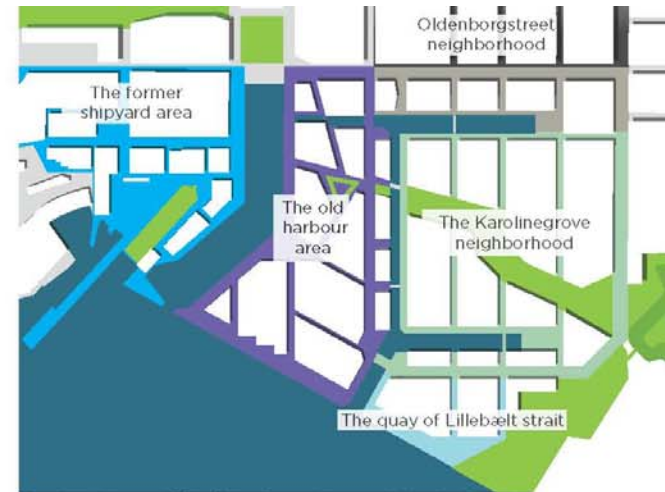 Oldenborgstreet
neighborhood
The former
shipyard area
The old
harbour
area
The Karolinegrove
neighborhood
The quay of Lillebælt strait